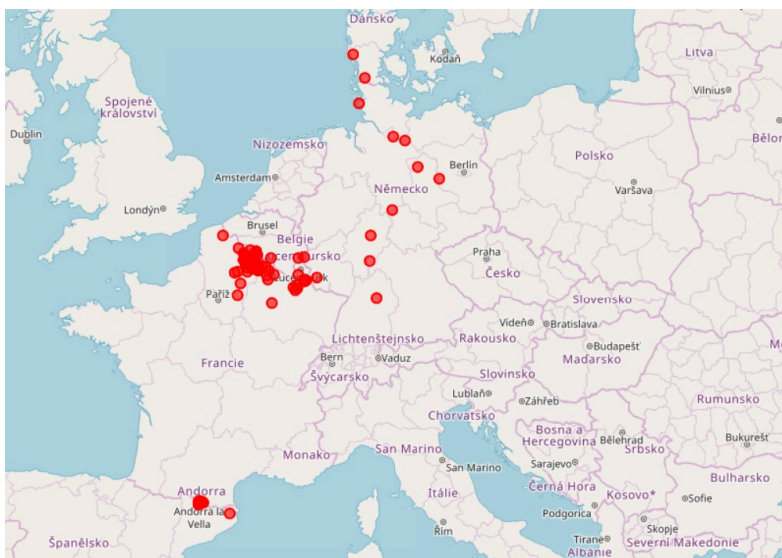 Dánsko
Kodaň
Litva
Vilnius
Spojené
království
Dublin
Nizozemsko
Amsterdam
Berlin
Německo
Polsko
Varšava
Londýn
Brusel
Belgie
Praha
Česko
Paříž
Slovensko
Vídeň
Bratislava
Lichtenštejnsko
Rakousko
Budapešť
Maďarsko
Francie
Bern
Vaduz
Švýcarsko
Slovinsko
Lublaň
Záhřeb
Rumunsko
Chorvatsko
Bosna a
Hercegovina
Bělehrad
Srbsko
Bukurešť
Monako
San Marino
San Marino
Sarajevo
Itálie
Černá Hora
Kosovo*
Bulharsko
Sofie
Andorra
Andorra la
Vella
Podgorica
Řím
Skopje
Tirane
Severní Makedonie
Španělsko
Albánie